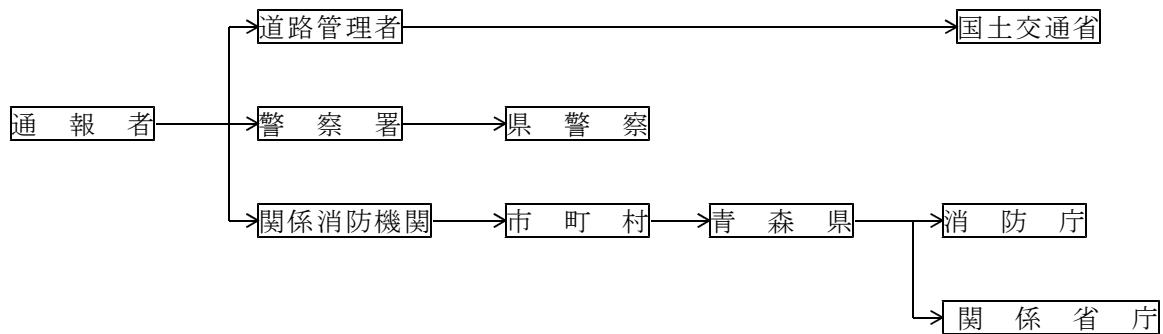 道路管理者 国土交通省
通報者 警察署 県警察
関係消防機関 市町村 青森県 消防庁
関係省庁